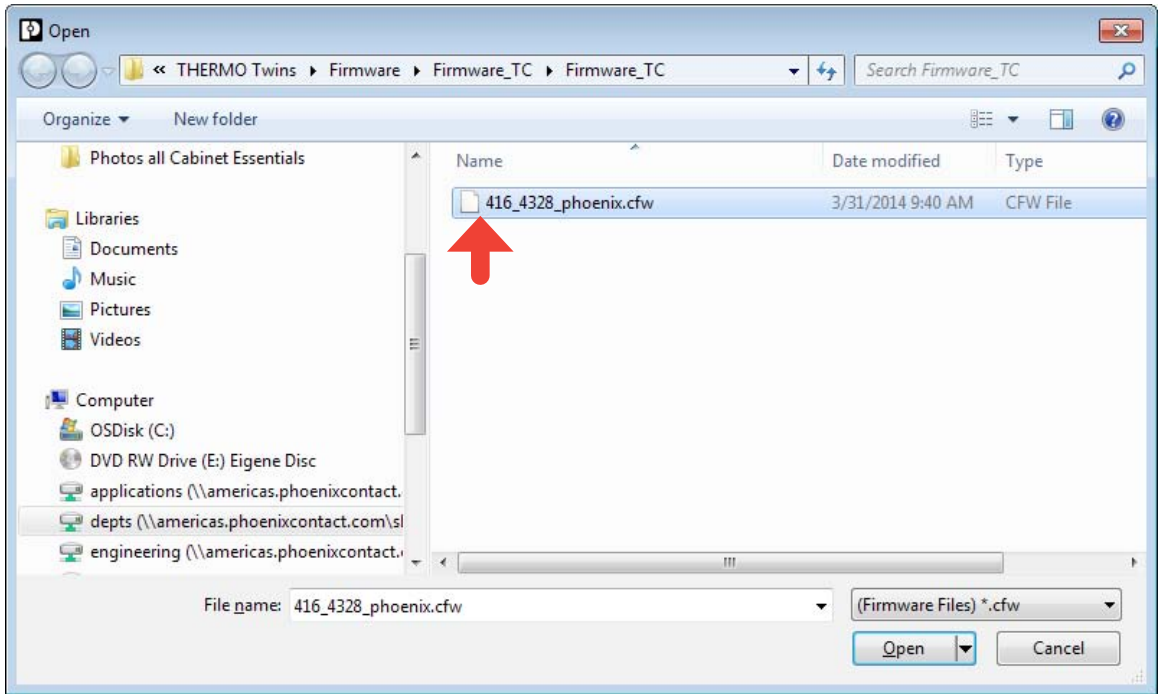 Open
« THERMO Twins ▸ Firmware ▸ Firmware_TC ▸ Firmware_TC
Search Firmware_TC
Organize
New folder
Photos all Cabinet Essentials
Libraries
Documents
Music
Pictures
Videos
Computer
OSDisk (C:)
DVD RW Drive (E:) Eigene Disc
applications (\\americas.phoenixcontact.
depts (\\americas.phoenixcontact.com\sl
engineering (\\americas.phoenixcontact.
Name Date modified Type
416_4328_phoenix.cfw 3/31/2014 9:40 AM CFW File
File name: 416_4328_phoenix.cfw
(Firmware Files) *.cfw
Open
Cancel